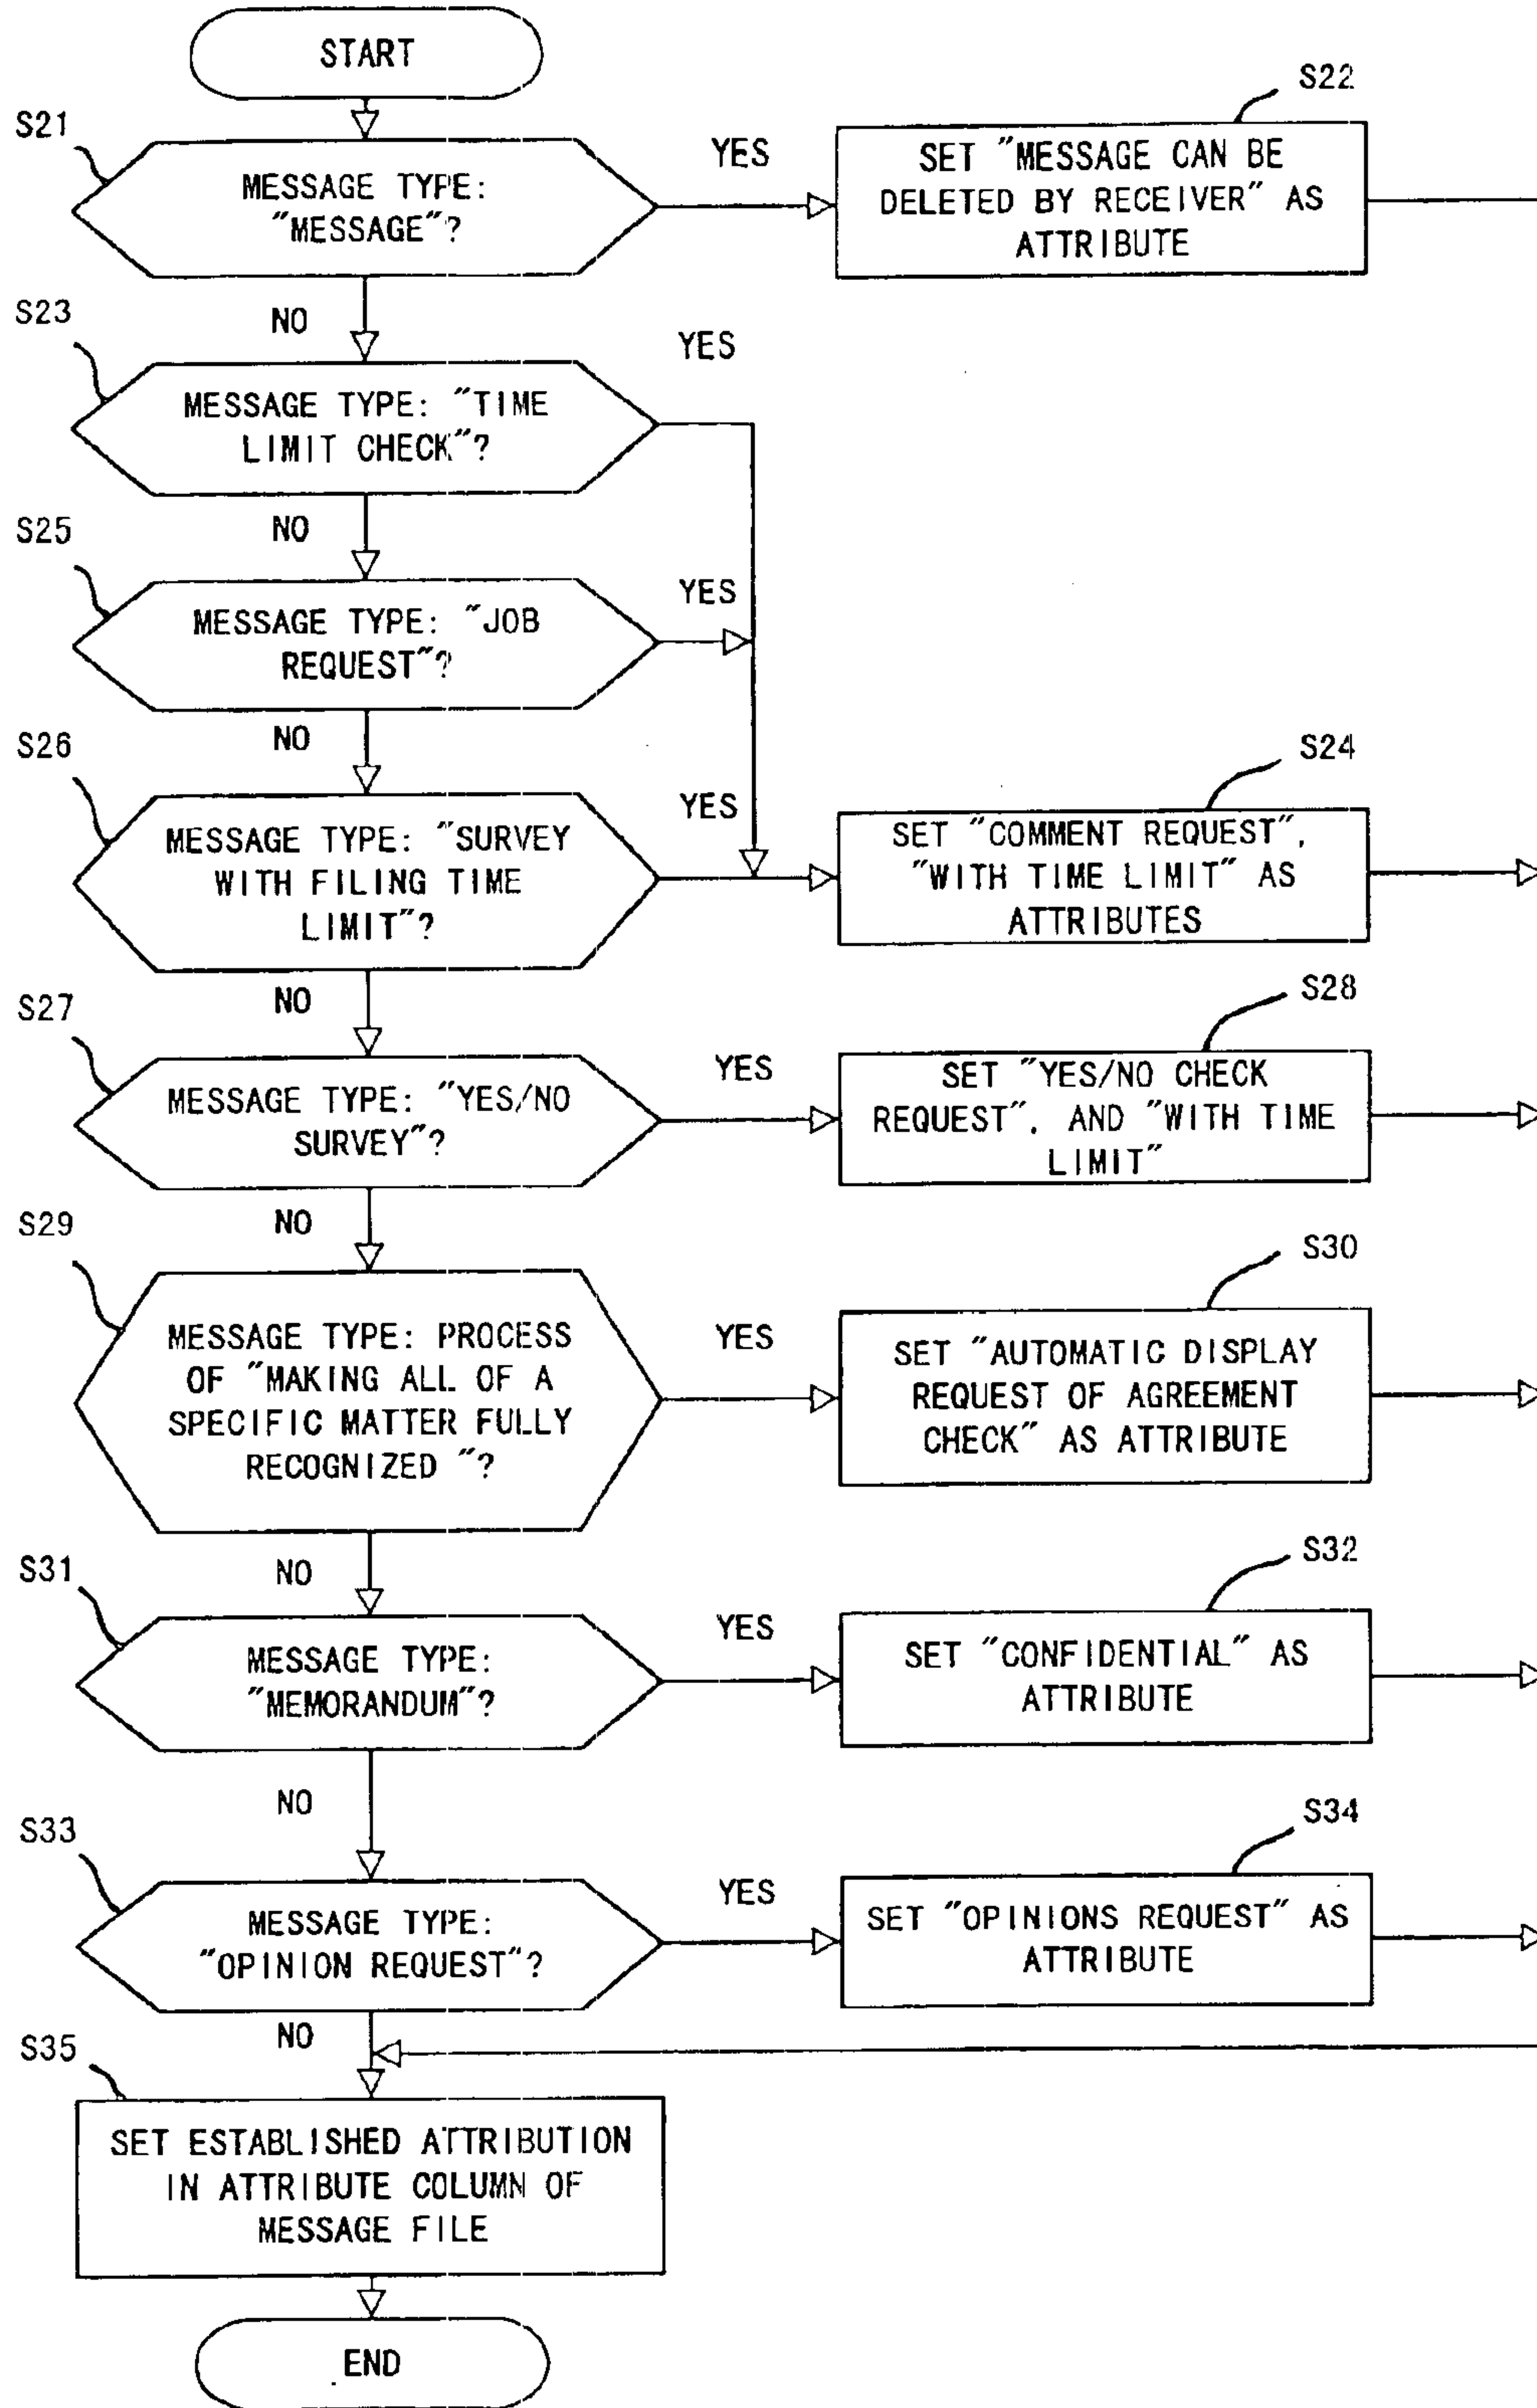 START
S21
MESSAGE TYPE:
"MESSAGE"?
YES
S22
SET "MESSAGE CAN BE
DELETED BY RECEIVER" AS
ATTRIBUTE
NO
S23
MESSAGE TYPE: "TIME
LIMIT CHECK"?
YES
NO
S25
MESSAGE TYPE: "JOB
REQUEST"?
YES
NO
S26
MESSAGE TYPE: "SURVEY
WITH FILING TIME
LIMIT"?
YES
S24
SET "COMMENT REQUEST",
"WITH TIME LIMIT" AS
ATTRIBUTES
NO
S27
MESSAGE TYPE: "YES/NO
SURVEY"?
YES
S28
SET "YES/NO CHECK
REQUEST", AND "WITH TIME
LIMIT"
NO
S29
MESSAGE TYPE: PROCESS
OF "MAKING ALL OF A
SPECIFIC MATTER FULLY
RECOGNIZED "?
YES
S30
SET "AUTOMATIC DISPLAY
REQUEST OF AGREEMENT
CHECK" AS ATTRIBUTE
NO
S31
MESSAGE TYPE:
"MEMORANDUM"?
YES
S32
SET "CONFIDENTIAL" AS
ATTRIBUTE
NO
S33
MESSAGE TYPE:
"OPINION REQUEST"?
YES
S34
SET "OPINIONS REQUEST" AS
ATTRIBUTE
NO
S35
SET ESTABLISHED ATTRIBUTION
IN ATTRIBUTE COLUMN OF
MESSAGE FILE
END